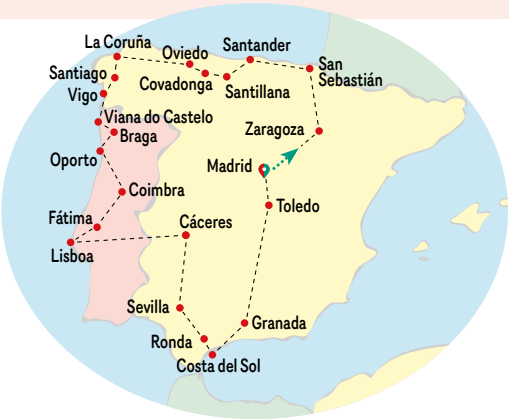 La Coruña
Oviedo
Santander
San
Sebastián
Santiago
Covadonga
Santillana
Vigo
Viana do Castelo
Braga
Zaragoza
Oporto
Madrid
Coimbra
Toledo
Fátima
Cáceres
Lisboa
Sevilla
Granada
Ronda
Costa del Sol